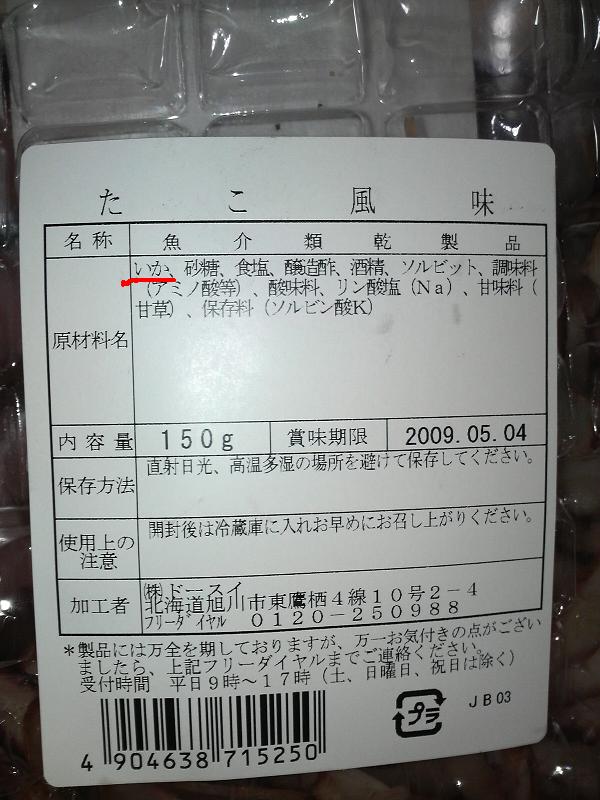 たこ風味
名称 魚介類乾製品
原材料名 いか、砂糖、食塩、醸造酢、酒精、ソルビット、調味料
（アミノ酸等）、酸味料、リン酸塩（Na）、甘味料（
甘草）、保存料（ソルビン酸K）
内容量 150g 賞味期限 2009.05.04
保存方法 直射日光、高温多湿の場所を避けて保存してください。
使用上の
注意 開封後は冷蔵庫に入れお早めにお召し上がりください。
加工者 ㈱ドースイ
北海道旭川市東鷹栖4線10号2-4
フリーダイヤル 0120-250988
*製品には万全を期しておりますが、万一お気付きの点がござい
ましたら、上記フリーダイヤルまでご連絡ください。
受付時間 平日9時～17時（土、日曜日、祝日は除く）
4 904638 715250
プラ
JB03